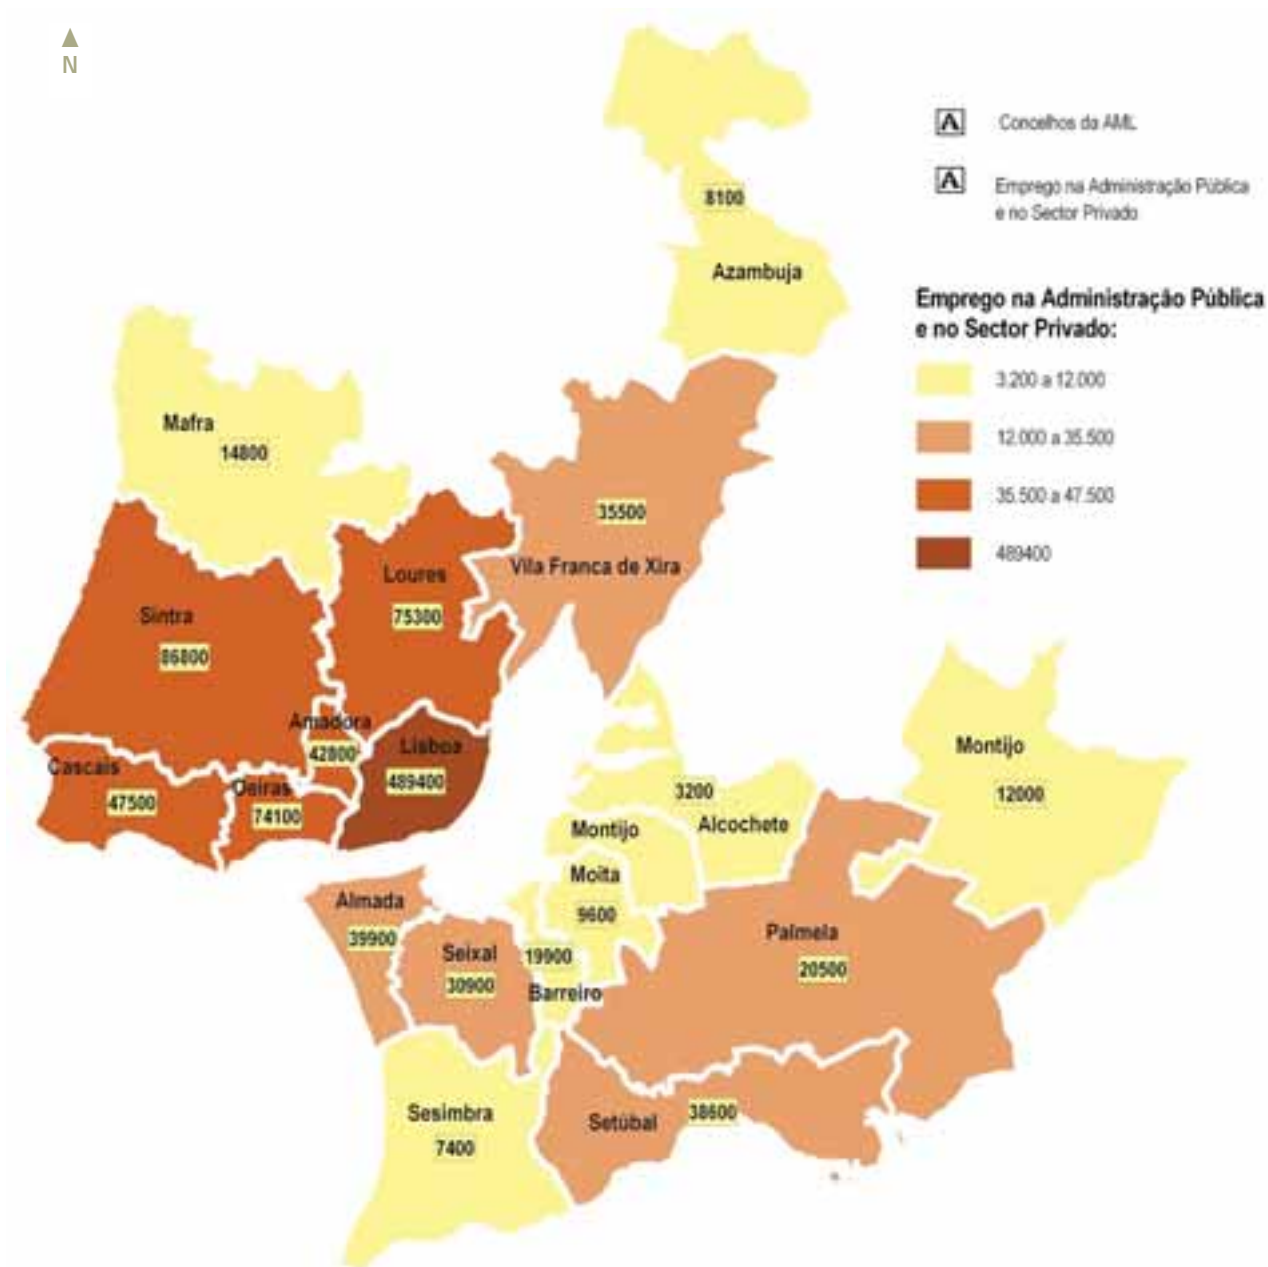 N
Concelhos da AML
Emprego na Administração Pública
e no Sector Privado
8100
Azambuja
Emprego na Administração Pública
e no Sector Privado:
3.200 a 12.000
12.000 a 35.500
35.500 a 47.500
489400
Mafra
14800
35500
Vila Franca de Xira
Loures
75300
Sintra
86800
Amadora
42800
Lisboa
489400
Cascais
47500
Oeiras
74100
Montijo
12000
3200
Alcochete
Montijo
Moita
9600
Almada
39900
Seixal
30900
19900
Barreiro
Palmela
20500
Sesimbra
7400
Setúbal
38600